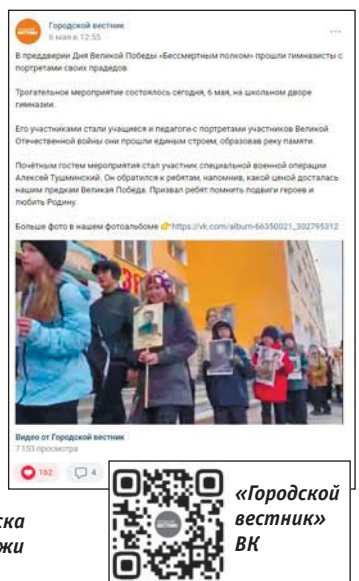 Городской вестник
6 мая в 12:55
В преддверии Дня Великой Победы «Бессмертным полком» прошли гимназисты с
портретами своих прадедов
Трогательное мероприятие состоялось сегодня, 6 мая, на школьном дворе
гимназии.
Его участниками стали учащиеся и педагоги-с портретами участников Великой
Отечественной войны они прошли единым строем, образовав реку памяти.
Почётным гостем мероприятия стал участник специальной военной операции
Алексей Тушминский. Он обратился к ребятам, напомнив, какой ценой досталась
нашим предкам Великая Победа. Призвал ребят помнить подвиги героев и
любить Родину.
Больше фото в нашем фотоальбоме 👉https://vk.com/album-66350021_302795312
Видео от Городской вестник
7 153 просмотра
162 4
ска
жи
«Городской
вестник»
ВК